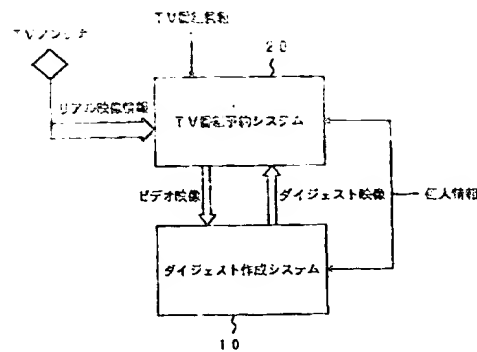 TVアンテナ
TV番組情報
20
リアル映像情報
TV番組予約システム
ビデオ映像
ダイジェスト映像
個人情報
ダイジェスト作成システム
10